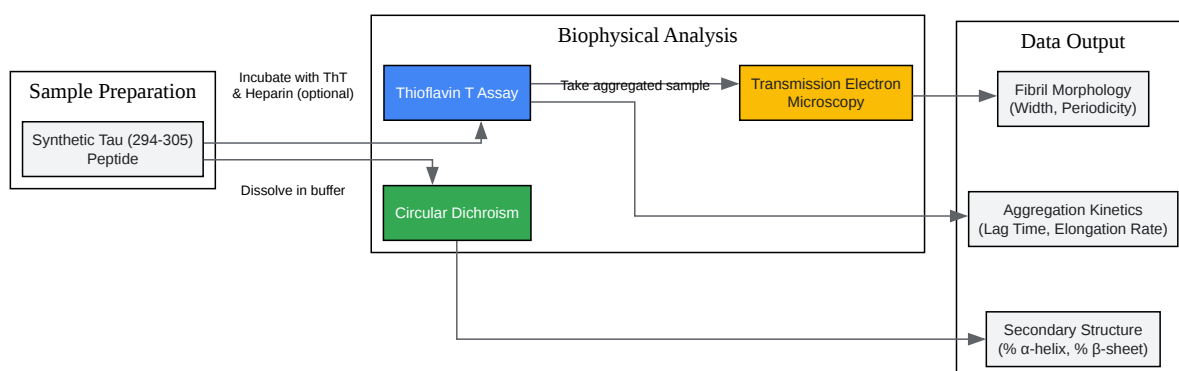 Sample Preparation
Synthetic Tau (294-305)
Peptide
Incubate with ThT
& Heparin (optional)
Dissolve in buffer
Biophysical Analysis
Thioflavin T Assay
Take aggregated sample
Transmission Electron
Microscopy
Circular Dichroism
Data Output
Fibril Morphology
(Width, Periodicity)
Aggregation Kinetics
(Lag Time, Elongation Rate)
Secondary Structure
(% α-helix, % β-sheet)